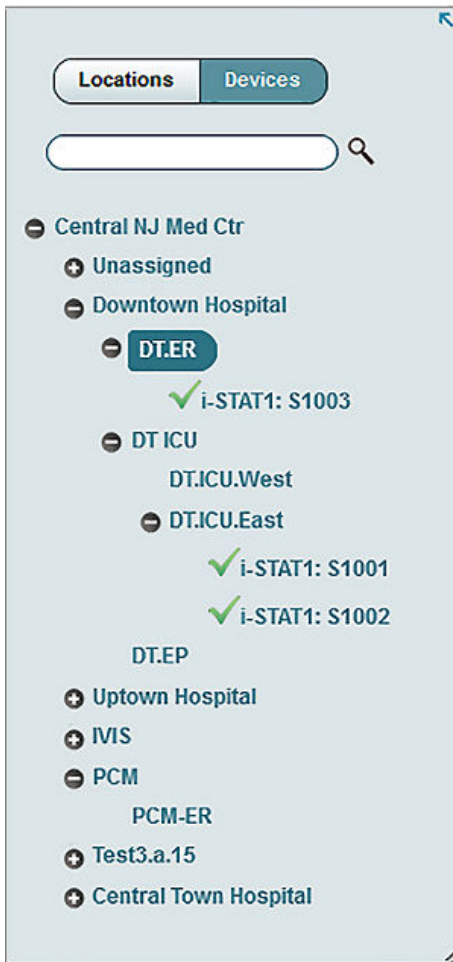 Locations Devices
Central NJ Med Ctr
Unassigned
Downtown Hospital
DT.ER
i-STAT1: S1003
DT ICU
DT.ICU.West
DT.ICU.East
i-STAT1: S1001
i-STAT1: S1002
DT.EP
Uptown Hospital
IVIS
PCM
PCM-ER
Test3.a.15
Central Town Hospital